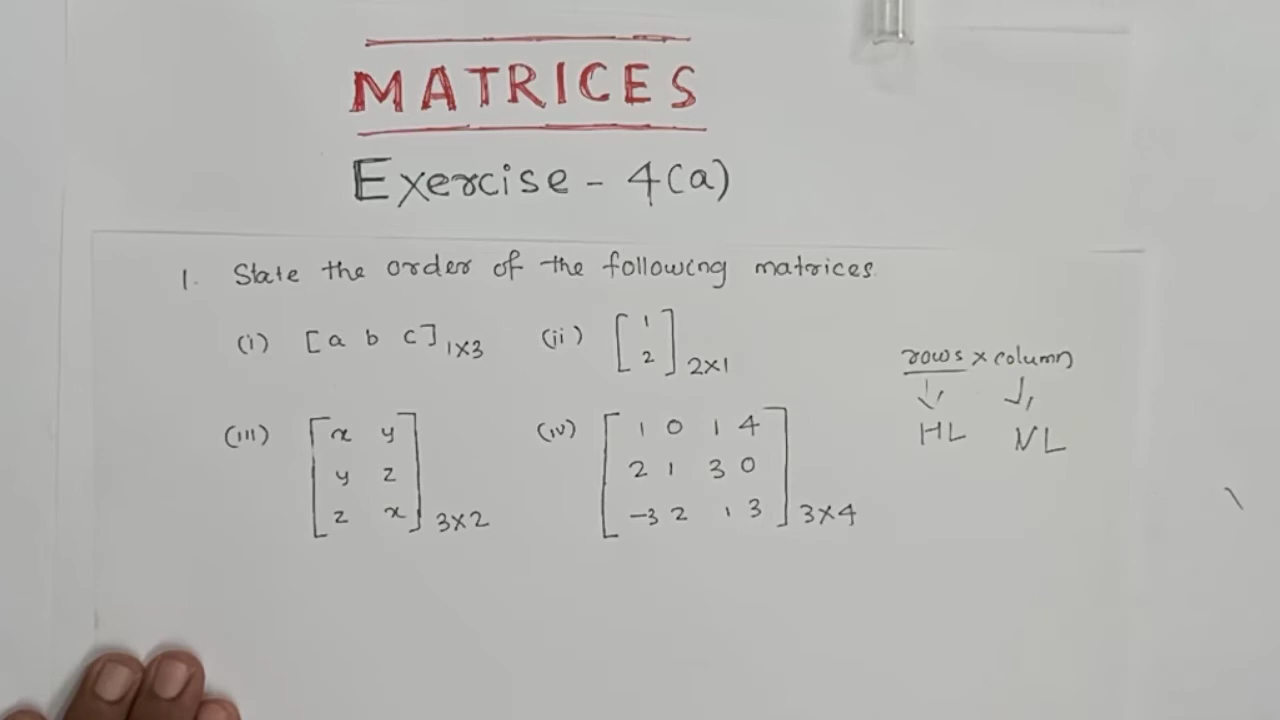 MATRICES
Exercise - 4(a)
1. State the order of the following matrices.
(i) [a b c] 1x3 (ii) [1
2] 2x1
rows x column
HL NL
(iii) [x y
y z
z x] 3x2
(iv) [1 0 1 4
2 1 3 0
-3 2 1 3] 3x4